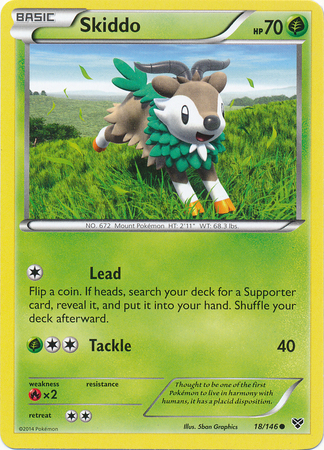 BASIC
Skiddo
HP 70
NO. 672 Mount Pokémon HT: 2'11" WT: 68.3 lbs.
Lead
Flip a coin. If heads, search your deck for a Supporter
card, reveal it, and put it into your hand. Shuffle your
deck afterward.
Tackle 40
weakness resistance
×2
retreat
Thought to be one of the first
Pokémon to live in harmony with
humans, it has a placid disposition.
©2014 Pokémon
Illus. 5ban Graphics
18/146